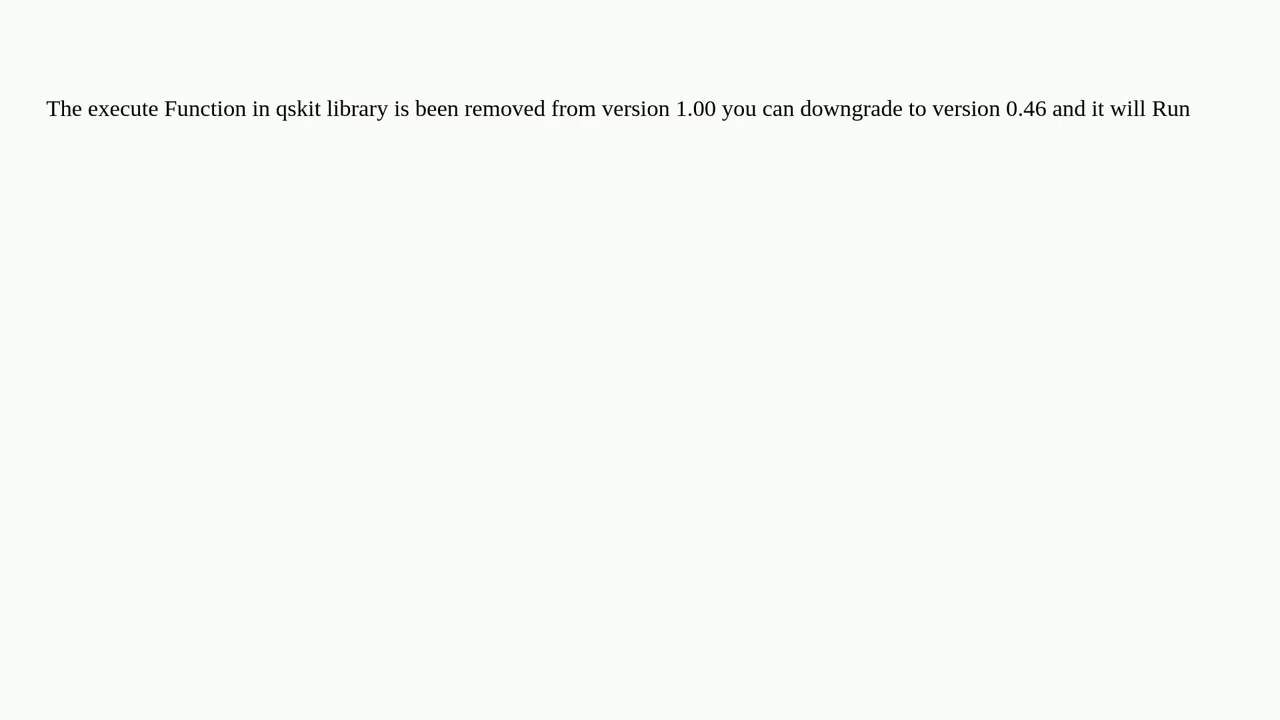 The execute Function in qskit library is been removed from version 1.00 you can downgrade to version 0.46 and it will Run